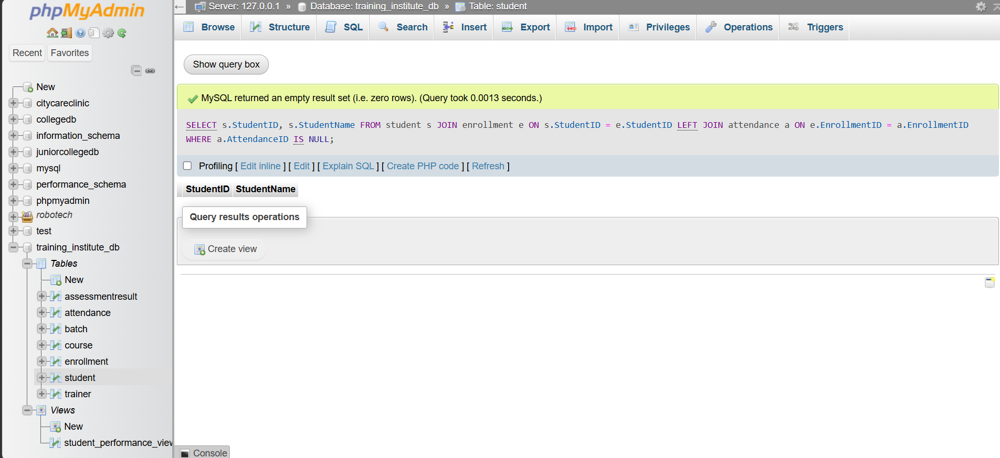 phpMyAdmin
Recent
Favorites
New
citycareclinic
collegedb
information_schema
juniorcollegedb
mysql
performance_schema
phpmyadmin
robotech
test
training_institute_db
Tables
New
assessmentresult
attendance
batch
course
enrollment
student
trainer
Views
New
student_performance_view
Server: 127.0.0.1 » Database: training_institute_db » Table: student
Browse Structure SQL Search Insert Export Import Privileges Operations Triggers
Show query box
MySQL returned an empty result set (i.e. zero rows). (Query took 0.0013 seconds.)
SELECT s.StudentID, s.StudentName FROM student s JOIN enrollment e ON s.StudentID = e.StudentID LEFT JOIN attendance a ON e.EnrollmentID = a.EnrollmentID
WHERE a.AttendanceID IS NULL;
Profiling [ Edit inline ] [ Edit ] [ Explain SQL ] [ Create PHP code ] [ Refresh ]
StudentID StudentName
Query results operations
Create view
Console